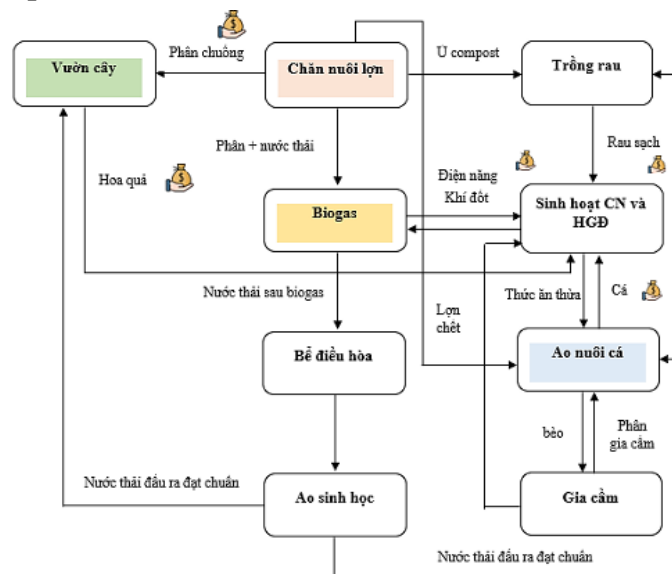 Phân chuồng
Vườn cây
Chăn nuôi lợn
Ủ compost
Trồng rau
Phân + nước thải
Rau sạch
Hoa quả
Điện năng
Khí đốt
Biogas
Sinh hoạt CN và
HGĐ
Nước thải sau biogas
Lợn
chết
Thức ăn thừa
Cá
Bể điều hòa
Ao nuôi cá
bèo
Phân
gia cầm
Nước thải đầu ra đạt chuẩn
Ao sinh học
Gia cầm
Nước thải đầu ra đạt chuẩn